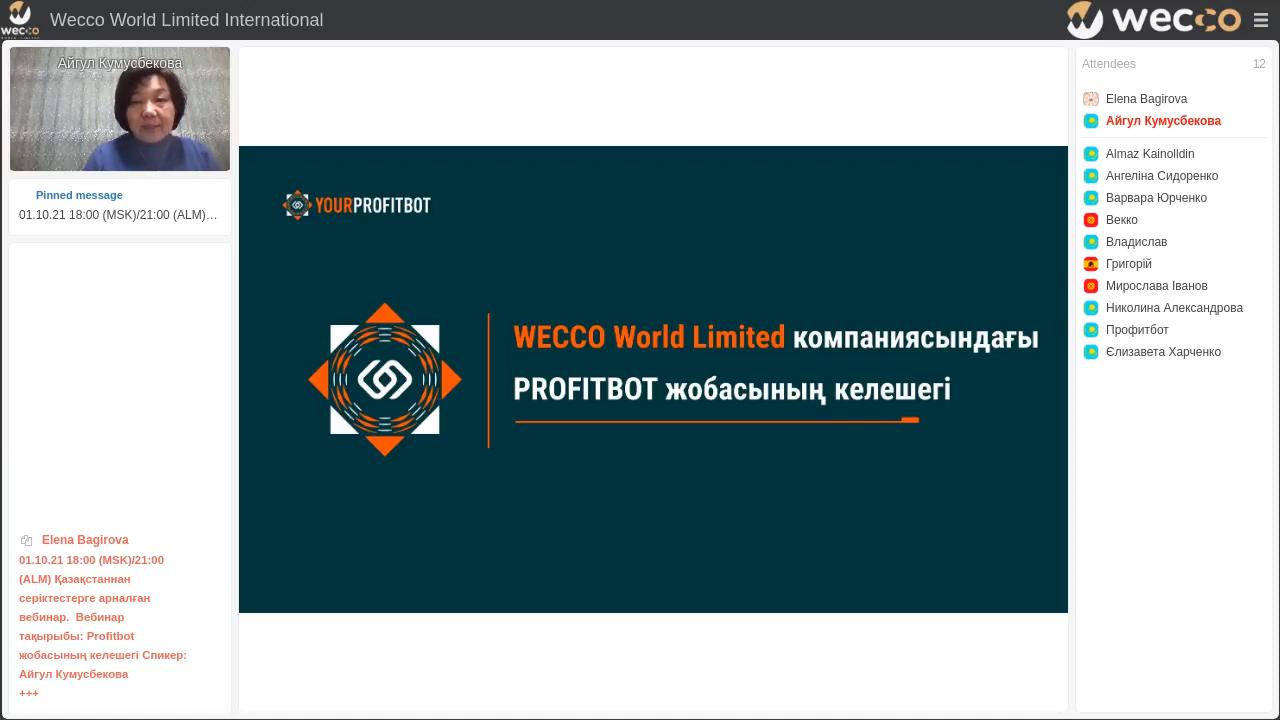 wecco
WORLD LIMITED
Wecco World Limited International
wecco
Айгул Кумусбекова
Pinned message
01.10.21 18:00 (MSK)/21:00 (ALM)…
Elena Bagirova
01.10.21 18:00 (MSK)/21:00
(ALM) Қазақстаннан
серіктестерге арналған
вебинар.  Вебинар
тақырыбы: Profitbot
жобасының келешегі Спикер:
Айгул Кумусбекова
+++
YOURPROFITBOT
WECCO World Limited компаниясындағы
PROFITBOT жобасының келешегі
Attendees 12
Elena Bagirova
Айгул Кумусбекова
Almaz Kainolldin
Ангеліна Сидоренко
Варвара Юрченко
Векко
Владислав
Григорій
Мирослава Іванов
Николина Александрова
Профитбот
Єлизавета Харченко